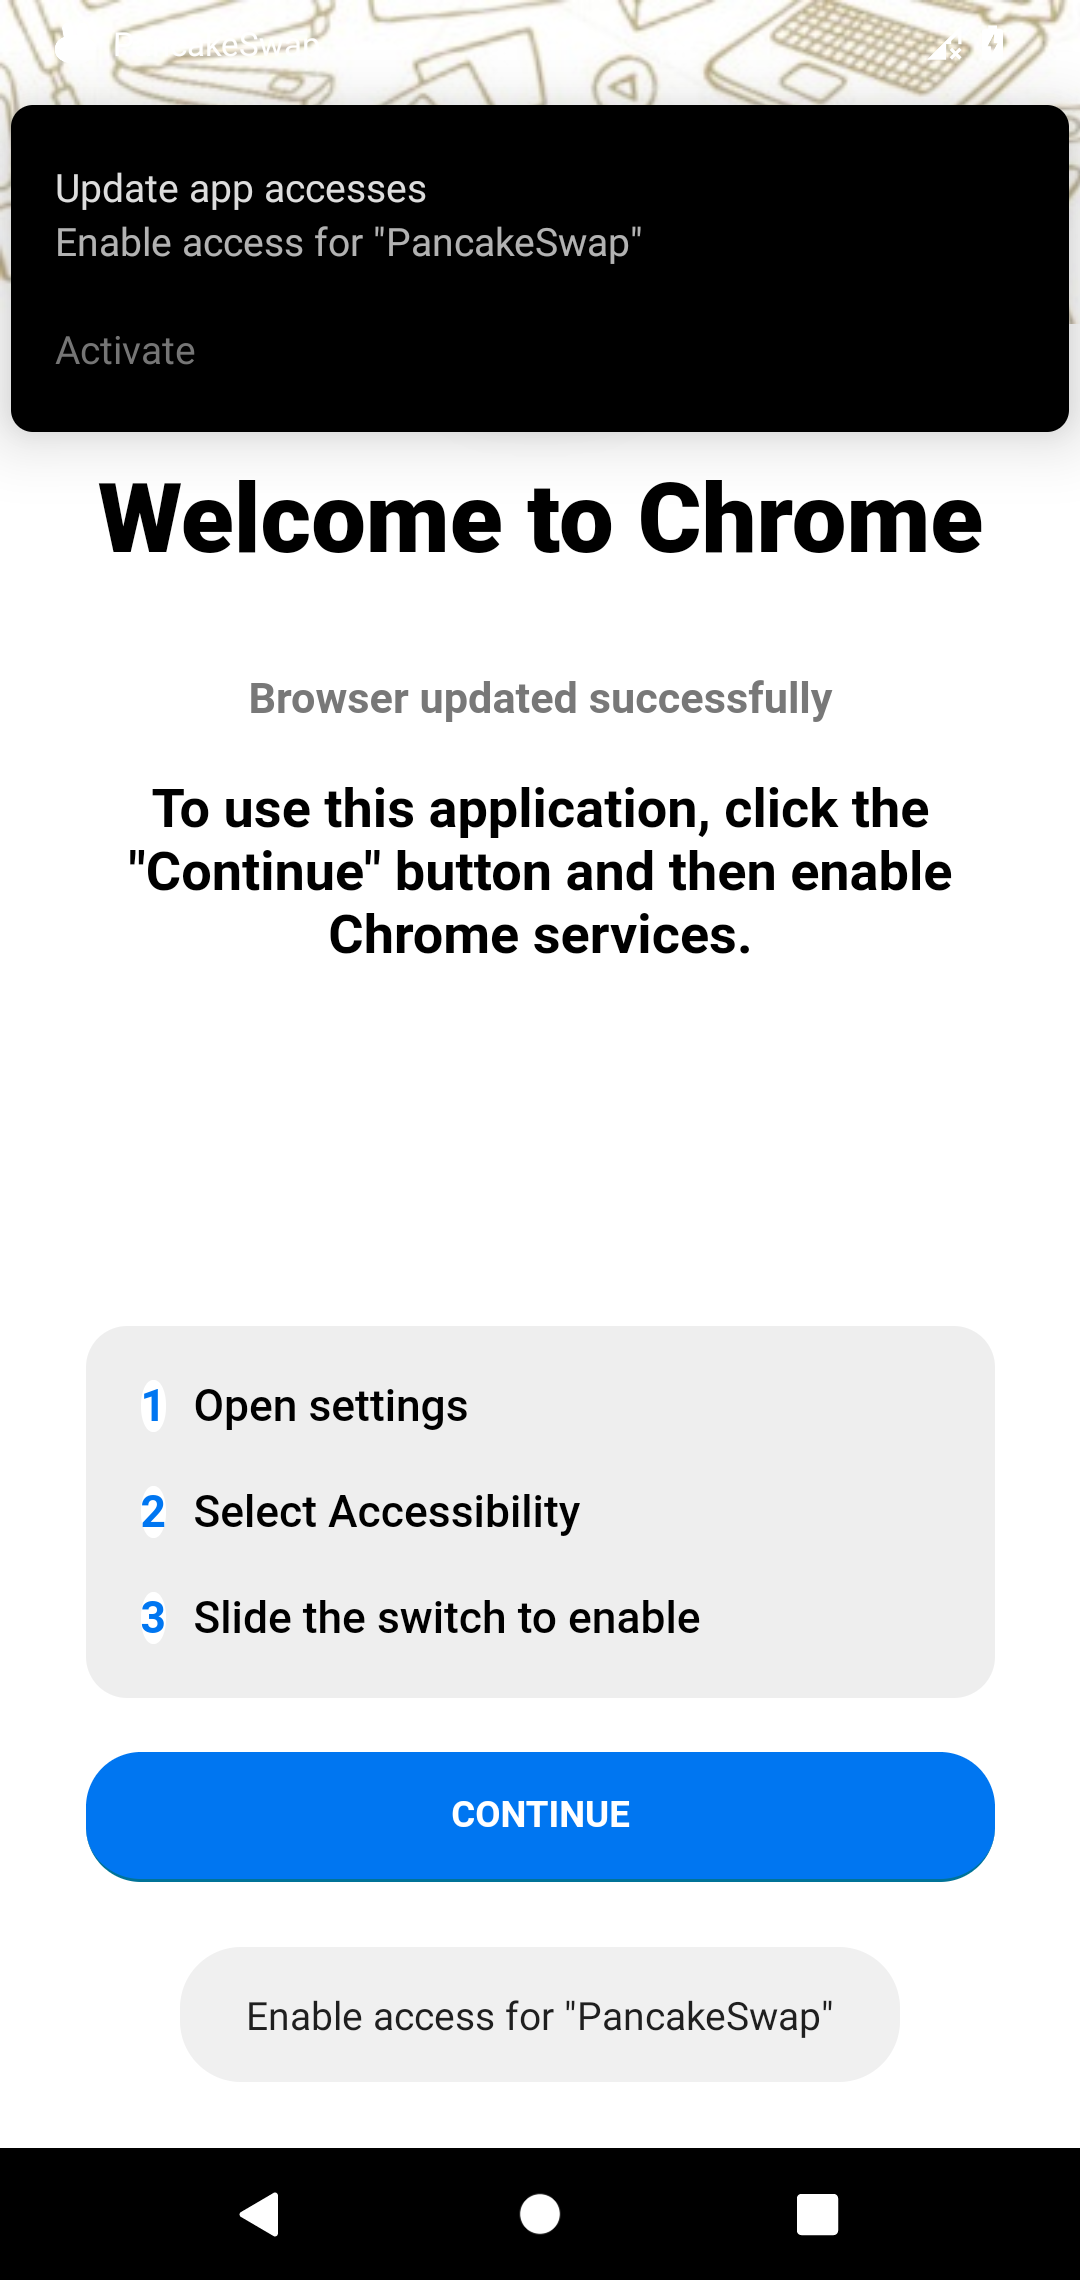 PancakeSwap
Update app accesses
Enable access for "PancakeSwap"
Activate
Welcome to Chrome
Browser updated successfully
To use this application, click the
"Continue" button and then enable
Chrome services.
1 Open settings
2 Select Accessibility
3 Slide the switch to enable
CONTINUE
Enable access for "PancakeSwap"